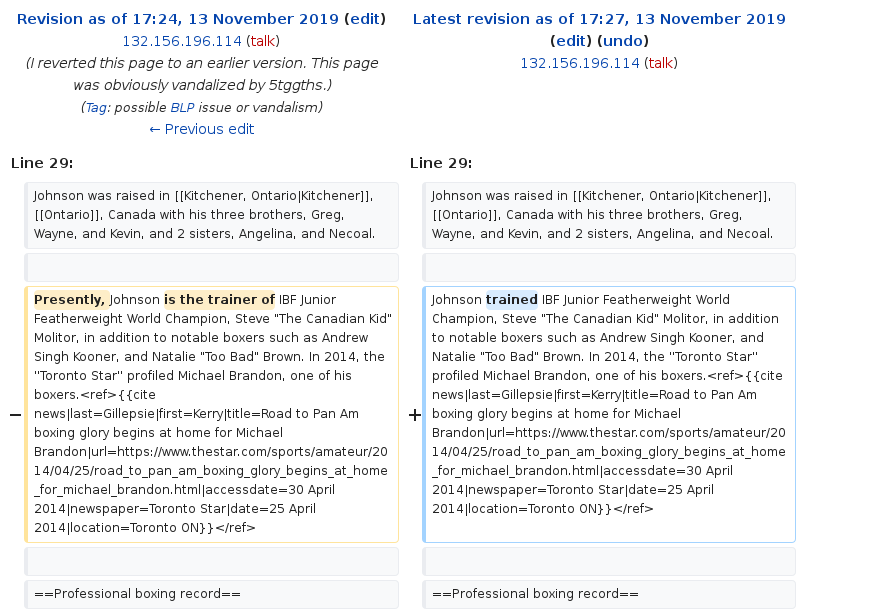 Revision as of 17:24, 13 November 2019 (edit)
132.156.196.114 (talk)
(I reverted this page to an earlier version. This page
was obviously vandalized by 5tggths.)
(Tag: possible BLP issue or vandalism)
← Previous edit
Latest revision as of 17:27, 13 November 2019
(edit) (undo)
132.156.196.114 (talk)
Line 29:
Line 29:
Johnson was raised in [[Kitchener, Ontario|Kitchener]],
[[Ontario]], Canada with his three brothers, Greg,
Wayne, and Kevin, and 2 sisters, Angelina, and Necoal.
Johnson was raised in [[Kitchener, Ontario|Kitchener]],
[[Ontario]], Canada with his three brothers, Greg,
Wayne, and Kevin, and 2 sisters, Angelina, and Necoal.
−
Presently, Johnson is the trainer of IBF Junior
Featherweight World Champion, Steve "The Canadian Kid"
Molitor, in addition to notable boxers such as Andrew
Singh Kooner, and Natalie "Too Bad" Brown. In 2014, the
''Toronto Star'' profiled Michael Brandon, one of his
boxers.<ref>{{cite
news|last=Gillepsie|first=Kerry|title=Road to Pan Am
boxing glory begins at home for Michael
Brandon|url=https://www.thestar.com/sports/amateur/20
14/04/25/road_to_pan_am_boxing_glory_begins_at_home
_for_michael_brandon.html|accessdate=30 April
2014|newspaper=Toronto Star|date=25 April
2014|location=Toronto ON}}</ref>
+
Johnson trained IBF Junior Featherweight World
Champion, Steve "The Canadian Kid" Molitor, in addition
to notable boxers such as Andrew Singh Kooner, and
Natalie "Too Bad" Brown. In 2014, the ''Toronto Star''
profiled Michael Brandon, one of his boxers.<ref>{{cite
news|last=Gillepsie|first=Kerry|title=Road to Pan Am
boxing glory begins at home for Michael
Brandon|url=https://www.thestar.com/sports/amateur/20
14/04/25/road_to_pan_am_boxing_glory_begins_at_home
_for_michael_brandon.html|accessdate=30 April
2014|newspaper=Toronto Star|date=25 April
2014|location=Toronto ON}}</ref>
==Professional boxing record==
==Professional boxing record==